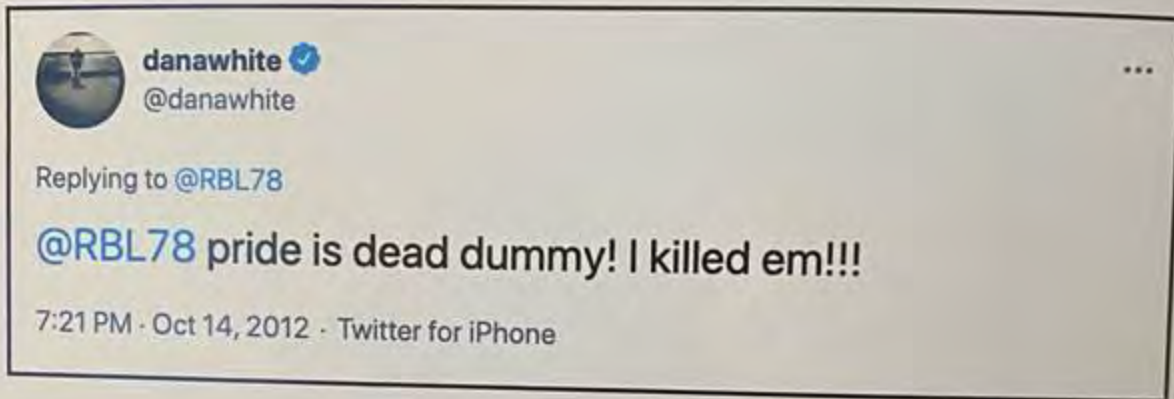 danawhite
@danawhite
...
Replying to @RBL78
@RBL78 pride is dead dummy! I killed em!!!
7:21 PM · Oct 14, 2012 · Twitter for iPhone